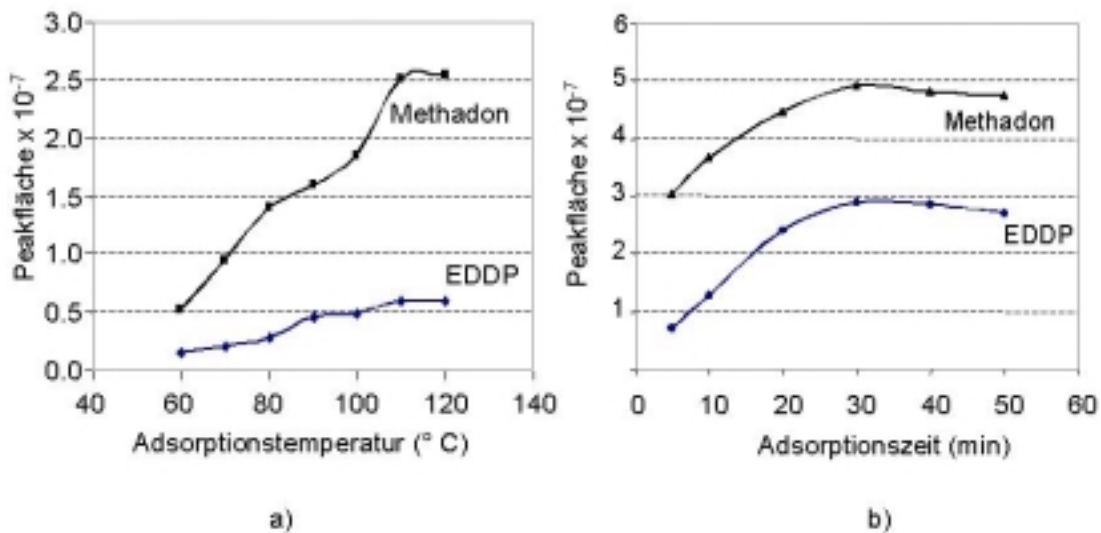 3.0
2.5
2.0
1.5
1.0
0.5
0.0
Peakfläche x 10⁻⁷
Methadon
EDDP
40 60 80 100 120 140
Adsorptionstemperatur (° C)
a)
6
5
4
3
2
1
Peakfläche x 10⁻⁷
Methadon
EDDP
0 10 20 30 40 50 60
Adsorptionszeit (min)
b)